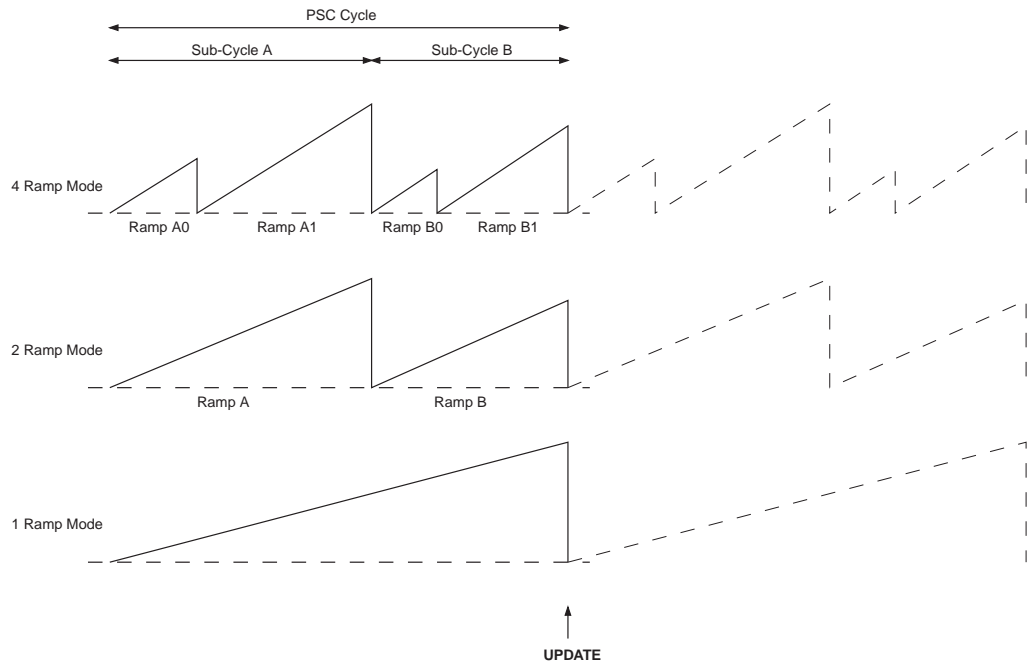 PSC Cycle
Sub-Cycle A
Sub-Cycle B
4 Ramp Mode
Ramp A0
Ramp A1
Ramp B0
Ramp B1
2 Ramp Mode
Ramp A
Ramp B
1 Ramp Mode
UPDATE